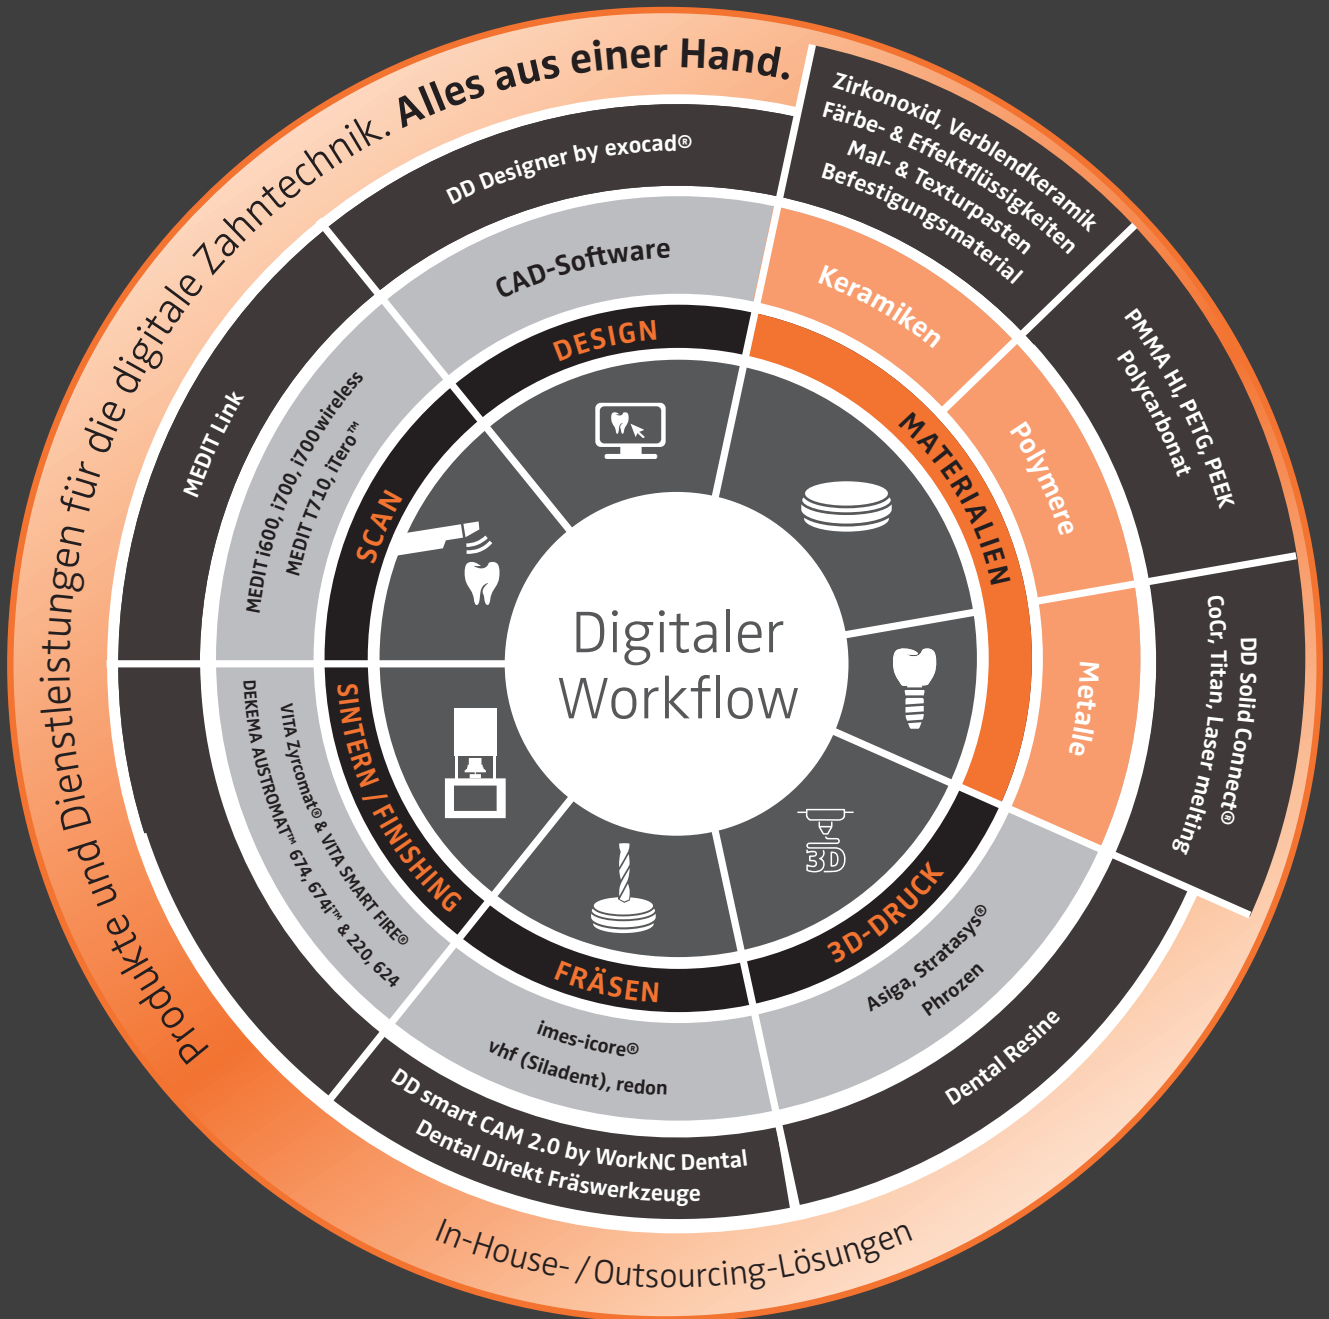 Produkte und Dienstleistungen für die digitale Zahntechnik. Alles aus einer Hand.
DD Designer by exocad®
CAD-Software
DESIGN
Zirkonoxid, Verblendkeramik
Färbe- & Effektflüssigkeiten
Mal- & Texturpasten
Befestigungsmaterial
Keramiken
MATERIALIEN
PMMA HI, PETG, PEEK
Polycarbonat
Polymere
DD Solid Connect®
CoCr, Titan, Laser melting
Metalle
3D
3D-DRUCK
Asiga, Stratasys®
Phrozen
Dental Resine
FRÄSEN
imes-icore®
vhf (Siladent), redon
DD smart CAM 2.0 by WorkNC Dental
Dental Direkt Fräswerkzeuge
SINTERN / FINISHING
VITA Zyrcomat® & VITA SMART FIRE®
DEKEMA AUSTROMAT™ 674, 674i™ & 220, 624
SCAN
MEDIT i600, i700, i700 wireless
MEDIT T710, iTero™
MEDIT Link
Digitaler
Workflow
In-House- / Outsourcing-Lösungen